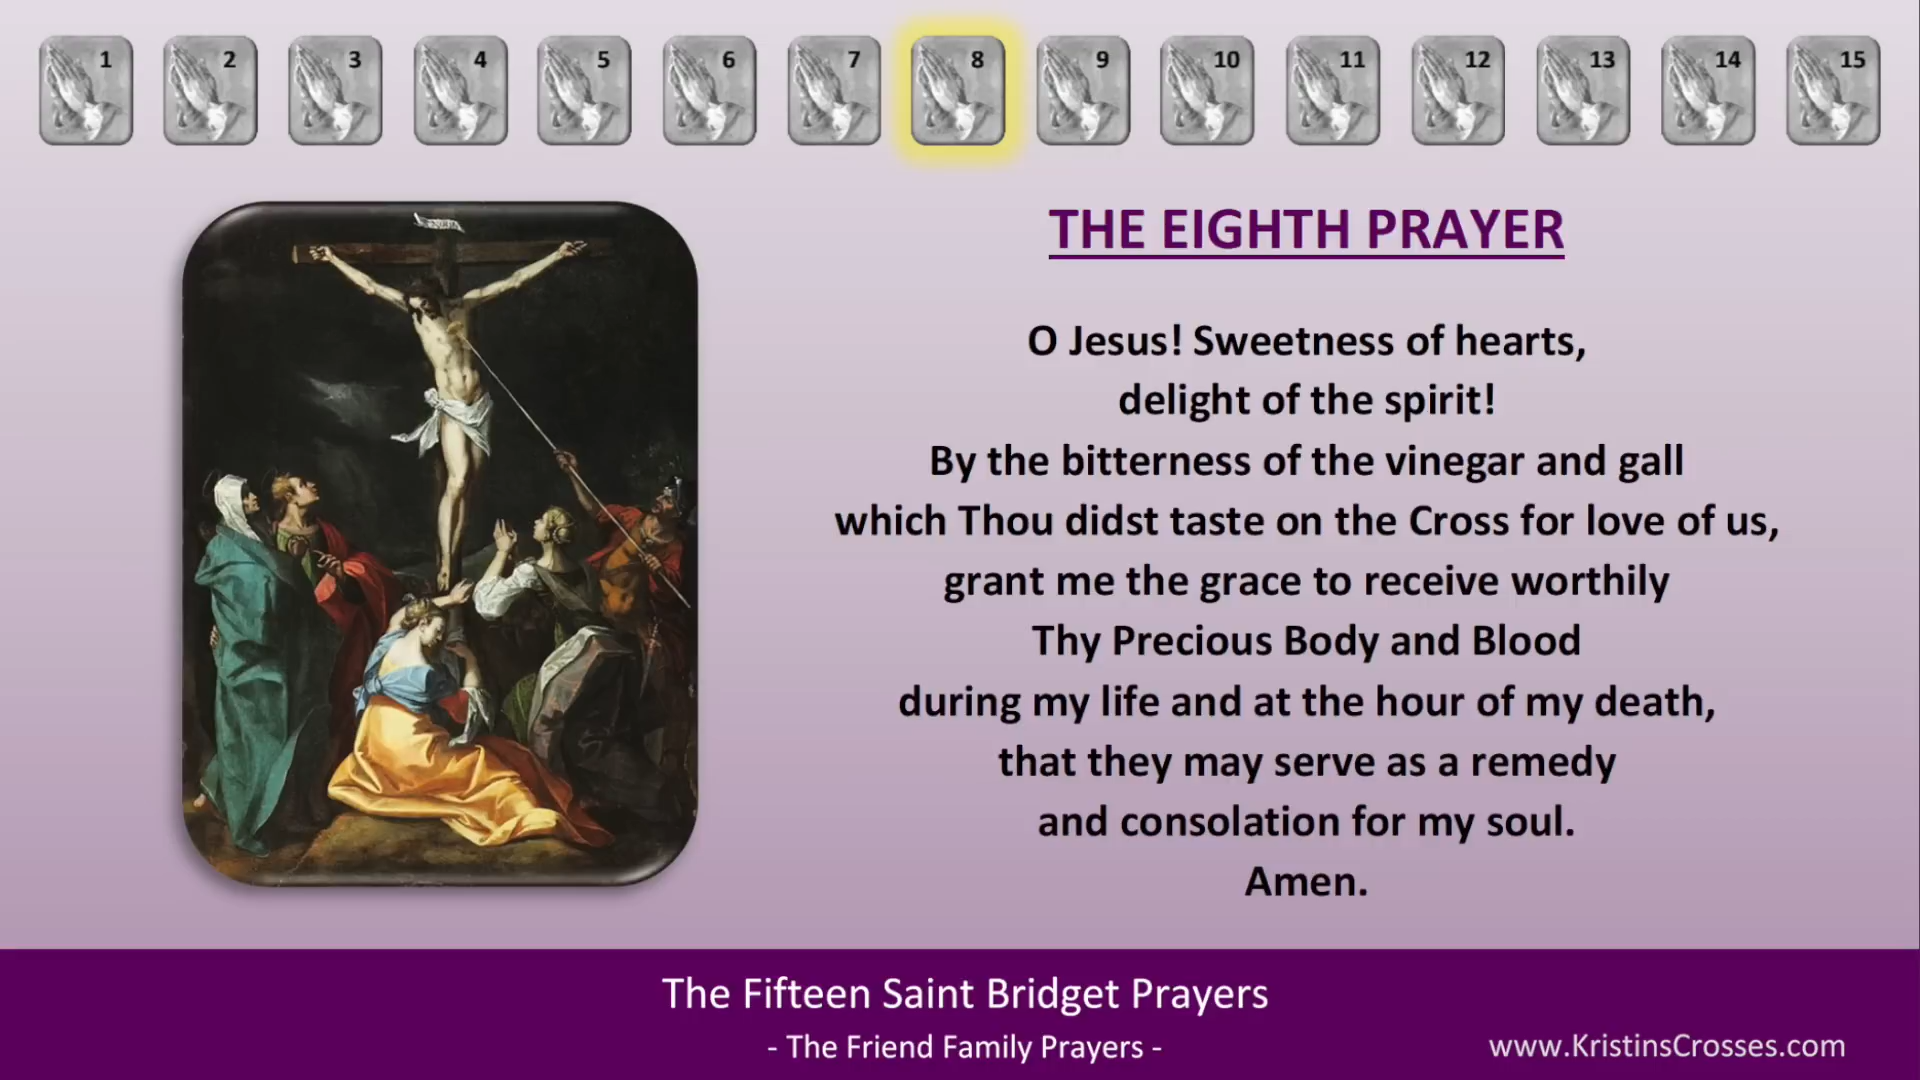 1 2 3 4 5 6 7 8 9 10 11 12 13 14 15
THE EIGHTH PRAYER
O Jesus! Sweetness of hearts,
delight of the spirit!
By the bitterness of the vinegar and gall
which Thou didst taste on the Cross for love of us,
grant me the grace to receive worthily
Thy Precious Body and Blood
during my life and at the hour of my death,
that they may serve as a remedy
and consolation for my soul.
Amen.
The Fifteen Saint Bridget Prayers
- The Friend Family Prayers -
www.KristinsCrosses.com